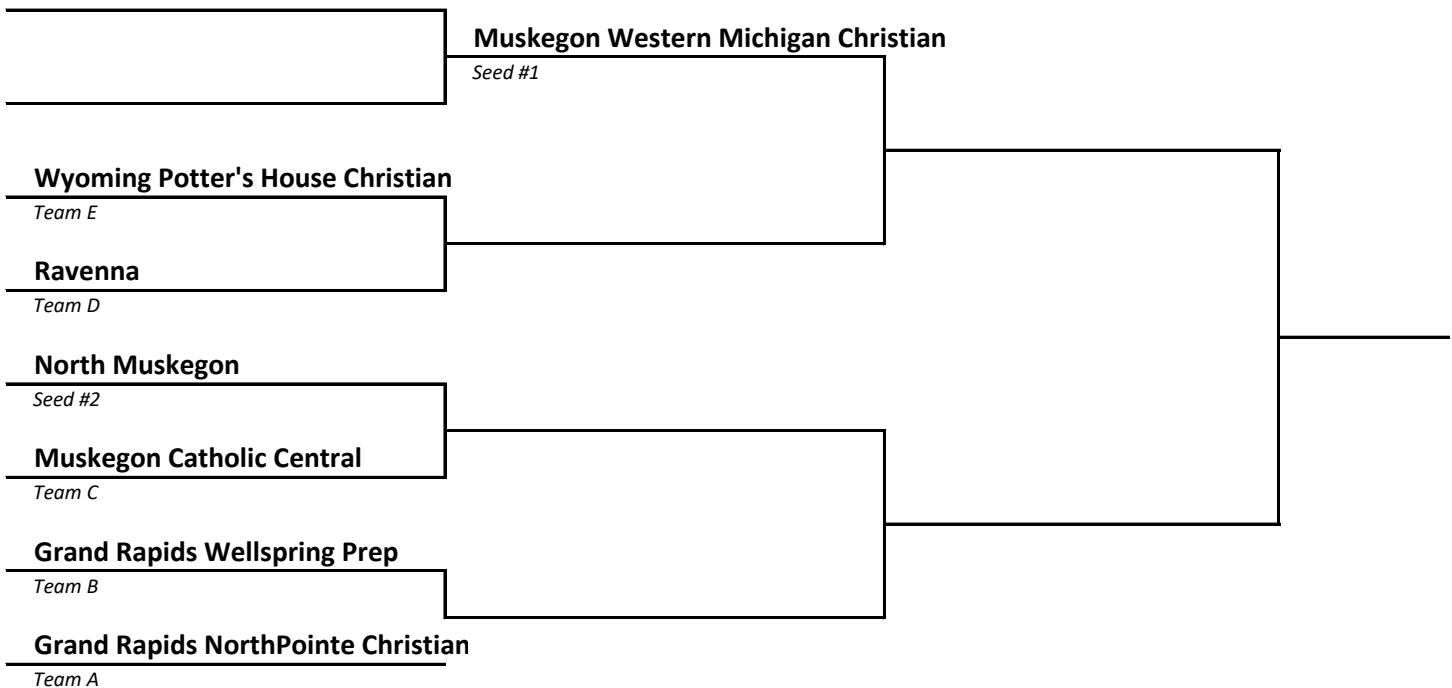 Muskegon Western Michigan Christian
Seed #1
Wyoming Potter's House Christian
Team E
Ravenna
Team D
North Muskegon
Seed #2
Muskegon Catholic Central
Team C
Grand Rapids Wellspring Prep
Team B
Grand Rapids NorthPointe Christian
Team A